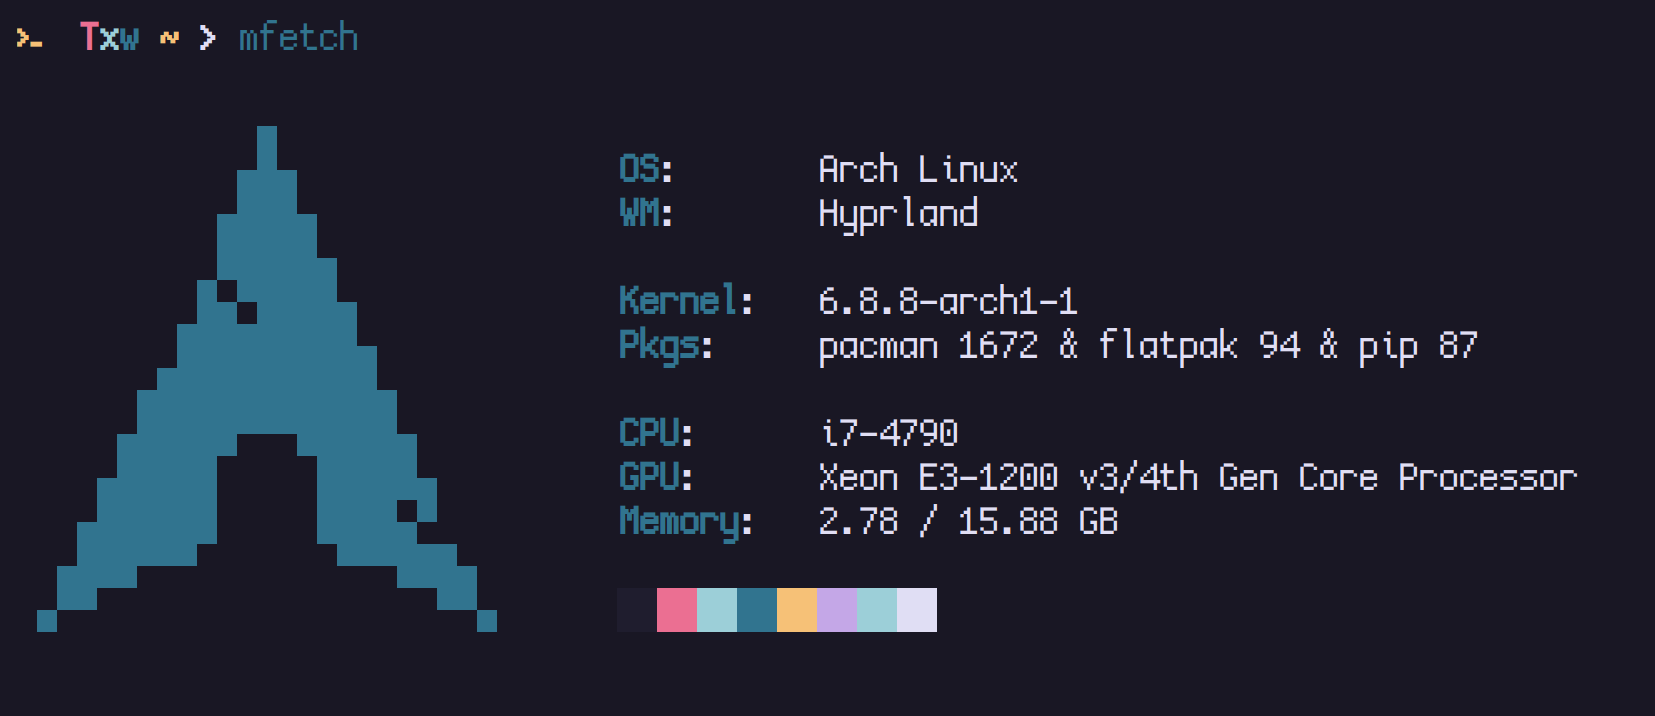 >_ Txw ~ > mfetch
OS: Arch Linux
WM: Hyprland
Kernel: 6.8.8-arch1-1
Pkgs: pacman 1672 & flatpak 94 & pip 87
CPU: i7-4790
GPU: Xeon E3-1200 v3/4th Gen Core Processor
Memory: 2.78 / 15.88 GB